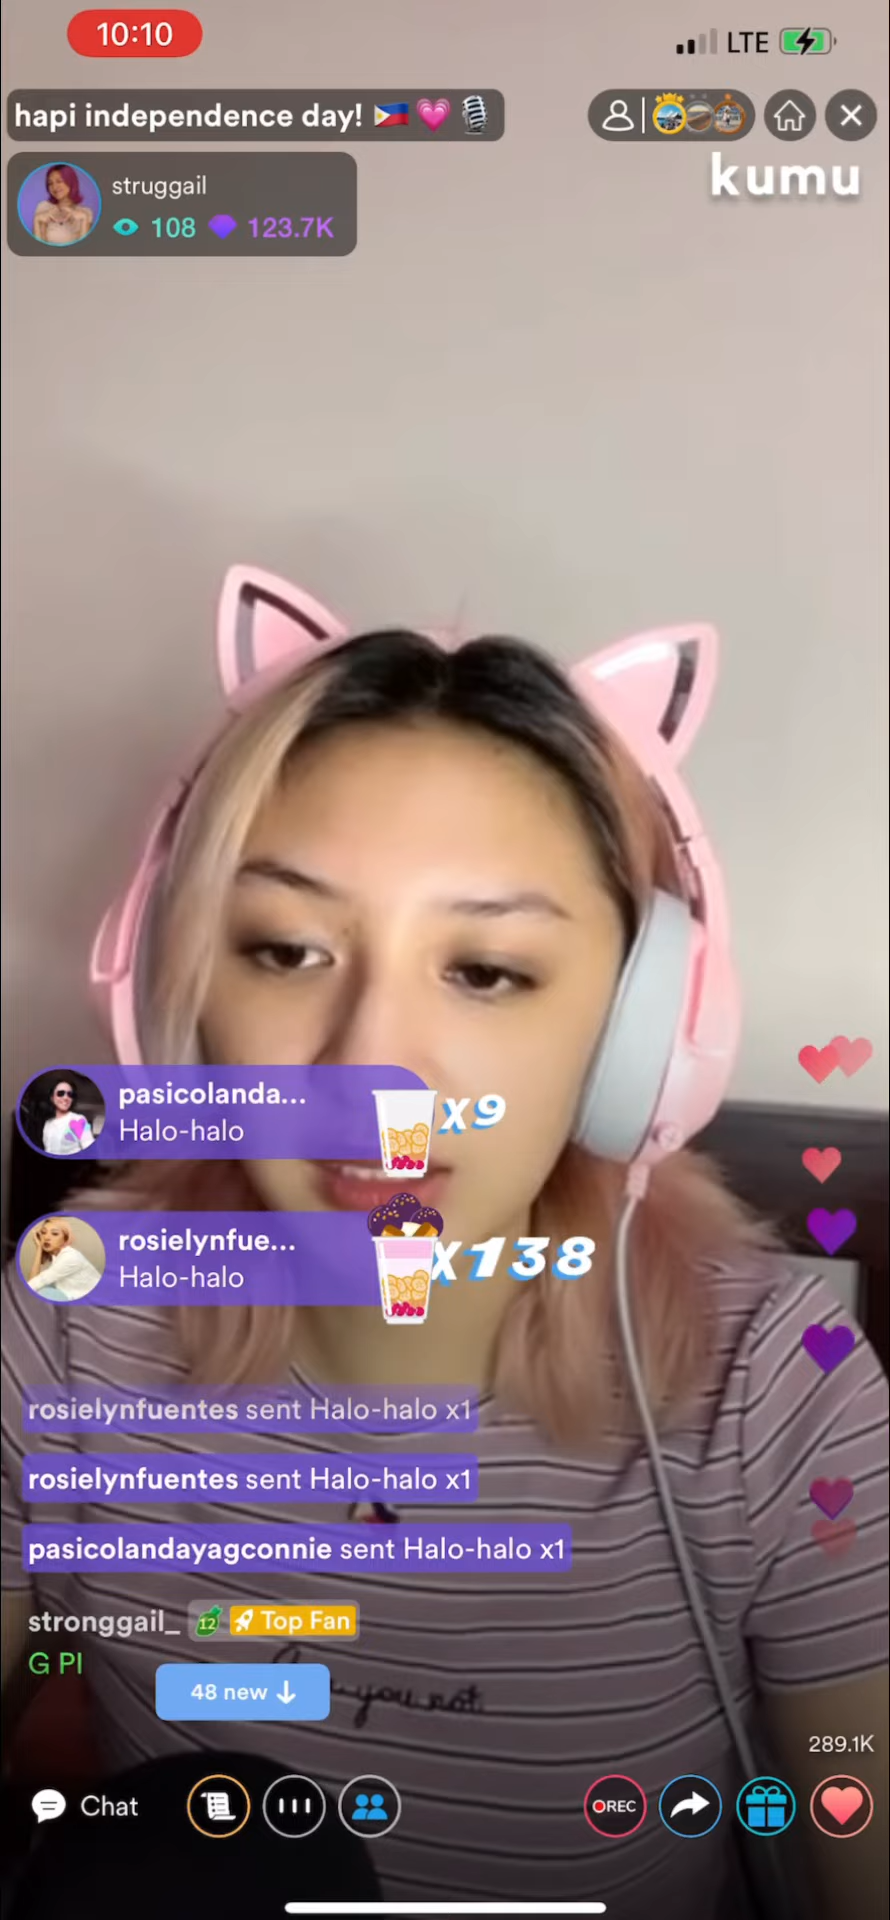 10:10
LTE
hapi independence day! 🇵🇭💗🎙️
kumu
struggail
108 123.7K
pasicolanda...
Halo-halo
x9
rosielynfue...
Halo-halo
x138
rosielynfuentes sent Halo-halo x1
rosielynfuentes sent Halo-halo x1
pasicolandayagconnie sent Halo-halo x1
stronggail_ 12 Top Fan
G PI
48 new ↓
you not
289.1K
Chat
REC